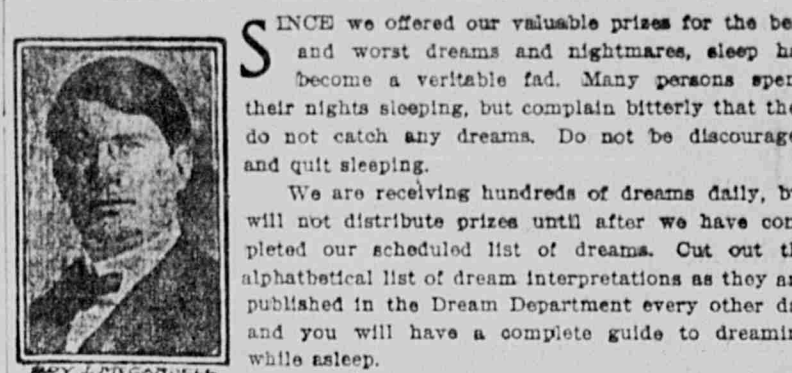 SINCE we offered our valuable prizes for the be
and worst dreams and nightmares, sleep ha
become a veritable fad. Many persons spen
their nights sleeping, but complain bitterly that the
do not catch any dreams. Do not be discourage
and quit sleeping.
We are receiving hundreds of dreams daily, b
will not distribute prizes until after we have com
pleted our scheduled list of dreams. Cut out th
alphatbetical list of dream interpretations as they ar
published in the Dream Department every other da
and you will have a complete guide to dreamin
while asleep.